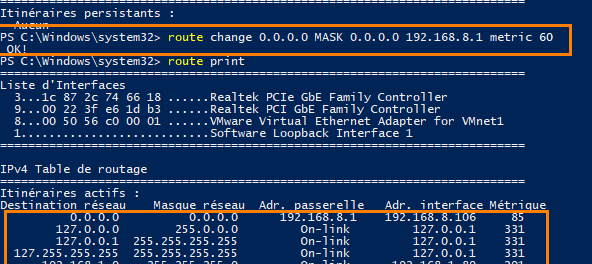 Itinéraires persistants :
Aucun
PS C:\Windows\system32> route change 0.0.0.0 MASK 0.0.0.0 192.168.8.1 metric 60
OK!
PS C:\Windows\system32> route print
===========================================================================
Liste d'Interfaces
3...1c 87 2c 74 66 18 ......Realtek PCIe GbE Family Controller
9...00 22 3f e6 1d b3 ......Realtek PCI GbE Family Controller
8...00 50 56 c0 00 01 ......VMware Virtual Ethernet Adapter for VMnet1
1...........................Software Loopback Interface 1
===========================================================================
IPv4 Table de routage
===========================================================================
Itinéraires actifs :
Destination réseau Masque réseau Adr. passerelle Adr. interface Métrique
0.0.0.0 0.0.0.0 192.168.8.1 192.168.8.106 85
127.0.0.0 255.0.0.0 On-link 127.0.0.1 331
127.0.0.1 255.255.255.255 On-link 127.0.0.1 331
127.255.255.255 255.255.255.255 On-link 127.0.0.1 331